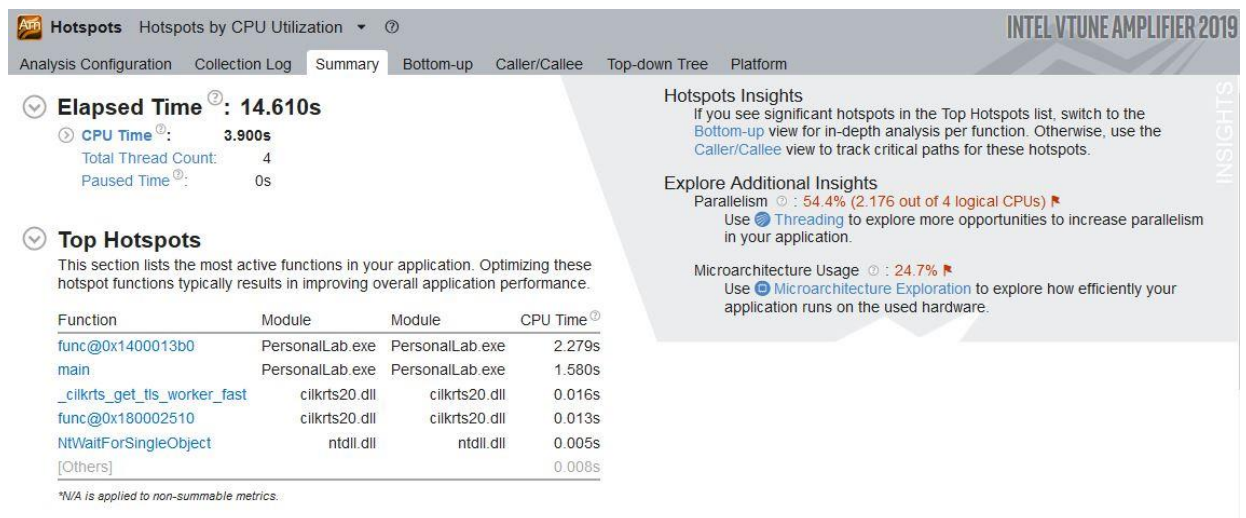 Hotspots Hotspots by CPU Utilization
INTEL VTUNE AMPLIFIER 2019
Analysis Configuration Collection Log Summary Bottom-up Caller/Callee Top-down Tree Platform
Elapsed Time : 14.610s
CPU Time : 3.900s
Total Thread Count: 4
Paused Time : 0s
Top Hotspots
This section lists the most active functions in your application. Optimizing these
hotspot functions typically results in improving overall application performance.
Function Module Module CPU Time
func@0x1400013b0 PersonalLab.exe PersonalLab.exe 2.279s
main PersonalLab.exe PersonalLab.exe 1.580s
_cilkrts_get_tls_worker_fast cilkrts20.dll cilkrts20.dll 0.016s
func@0x180002510 cilkrts20.dll cilkrts20.dll 0.013s
NtWaitForSingleObject ntdll.dll ntdll.dll 0.005s
[Others] 0.008s
*N/A is applied to non-summable metrics.
Hotspots Insights
If you see significant hotspots in the Top Hotspots list, switch to the
Bottom-up view for in-depth analysis per function. Otherwise, use the
Caller/Callee view to track critical paths for these hotspots.
Explore Additional Insights
Parallelism : 54.4% (2.176 out of 4 logical CPUs)
Use Threading to explore more opportunities to increase parallelism
in your application.
Microarchitecture Usage : 24.7%
Use Microarchitecture Exploration to explore how efficiently your
application runs on the used hardware.
INSIGHTS